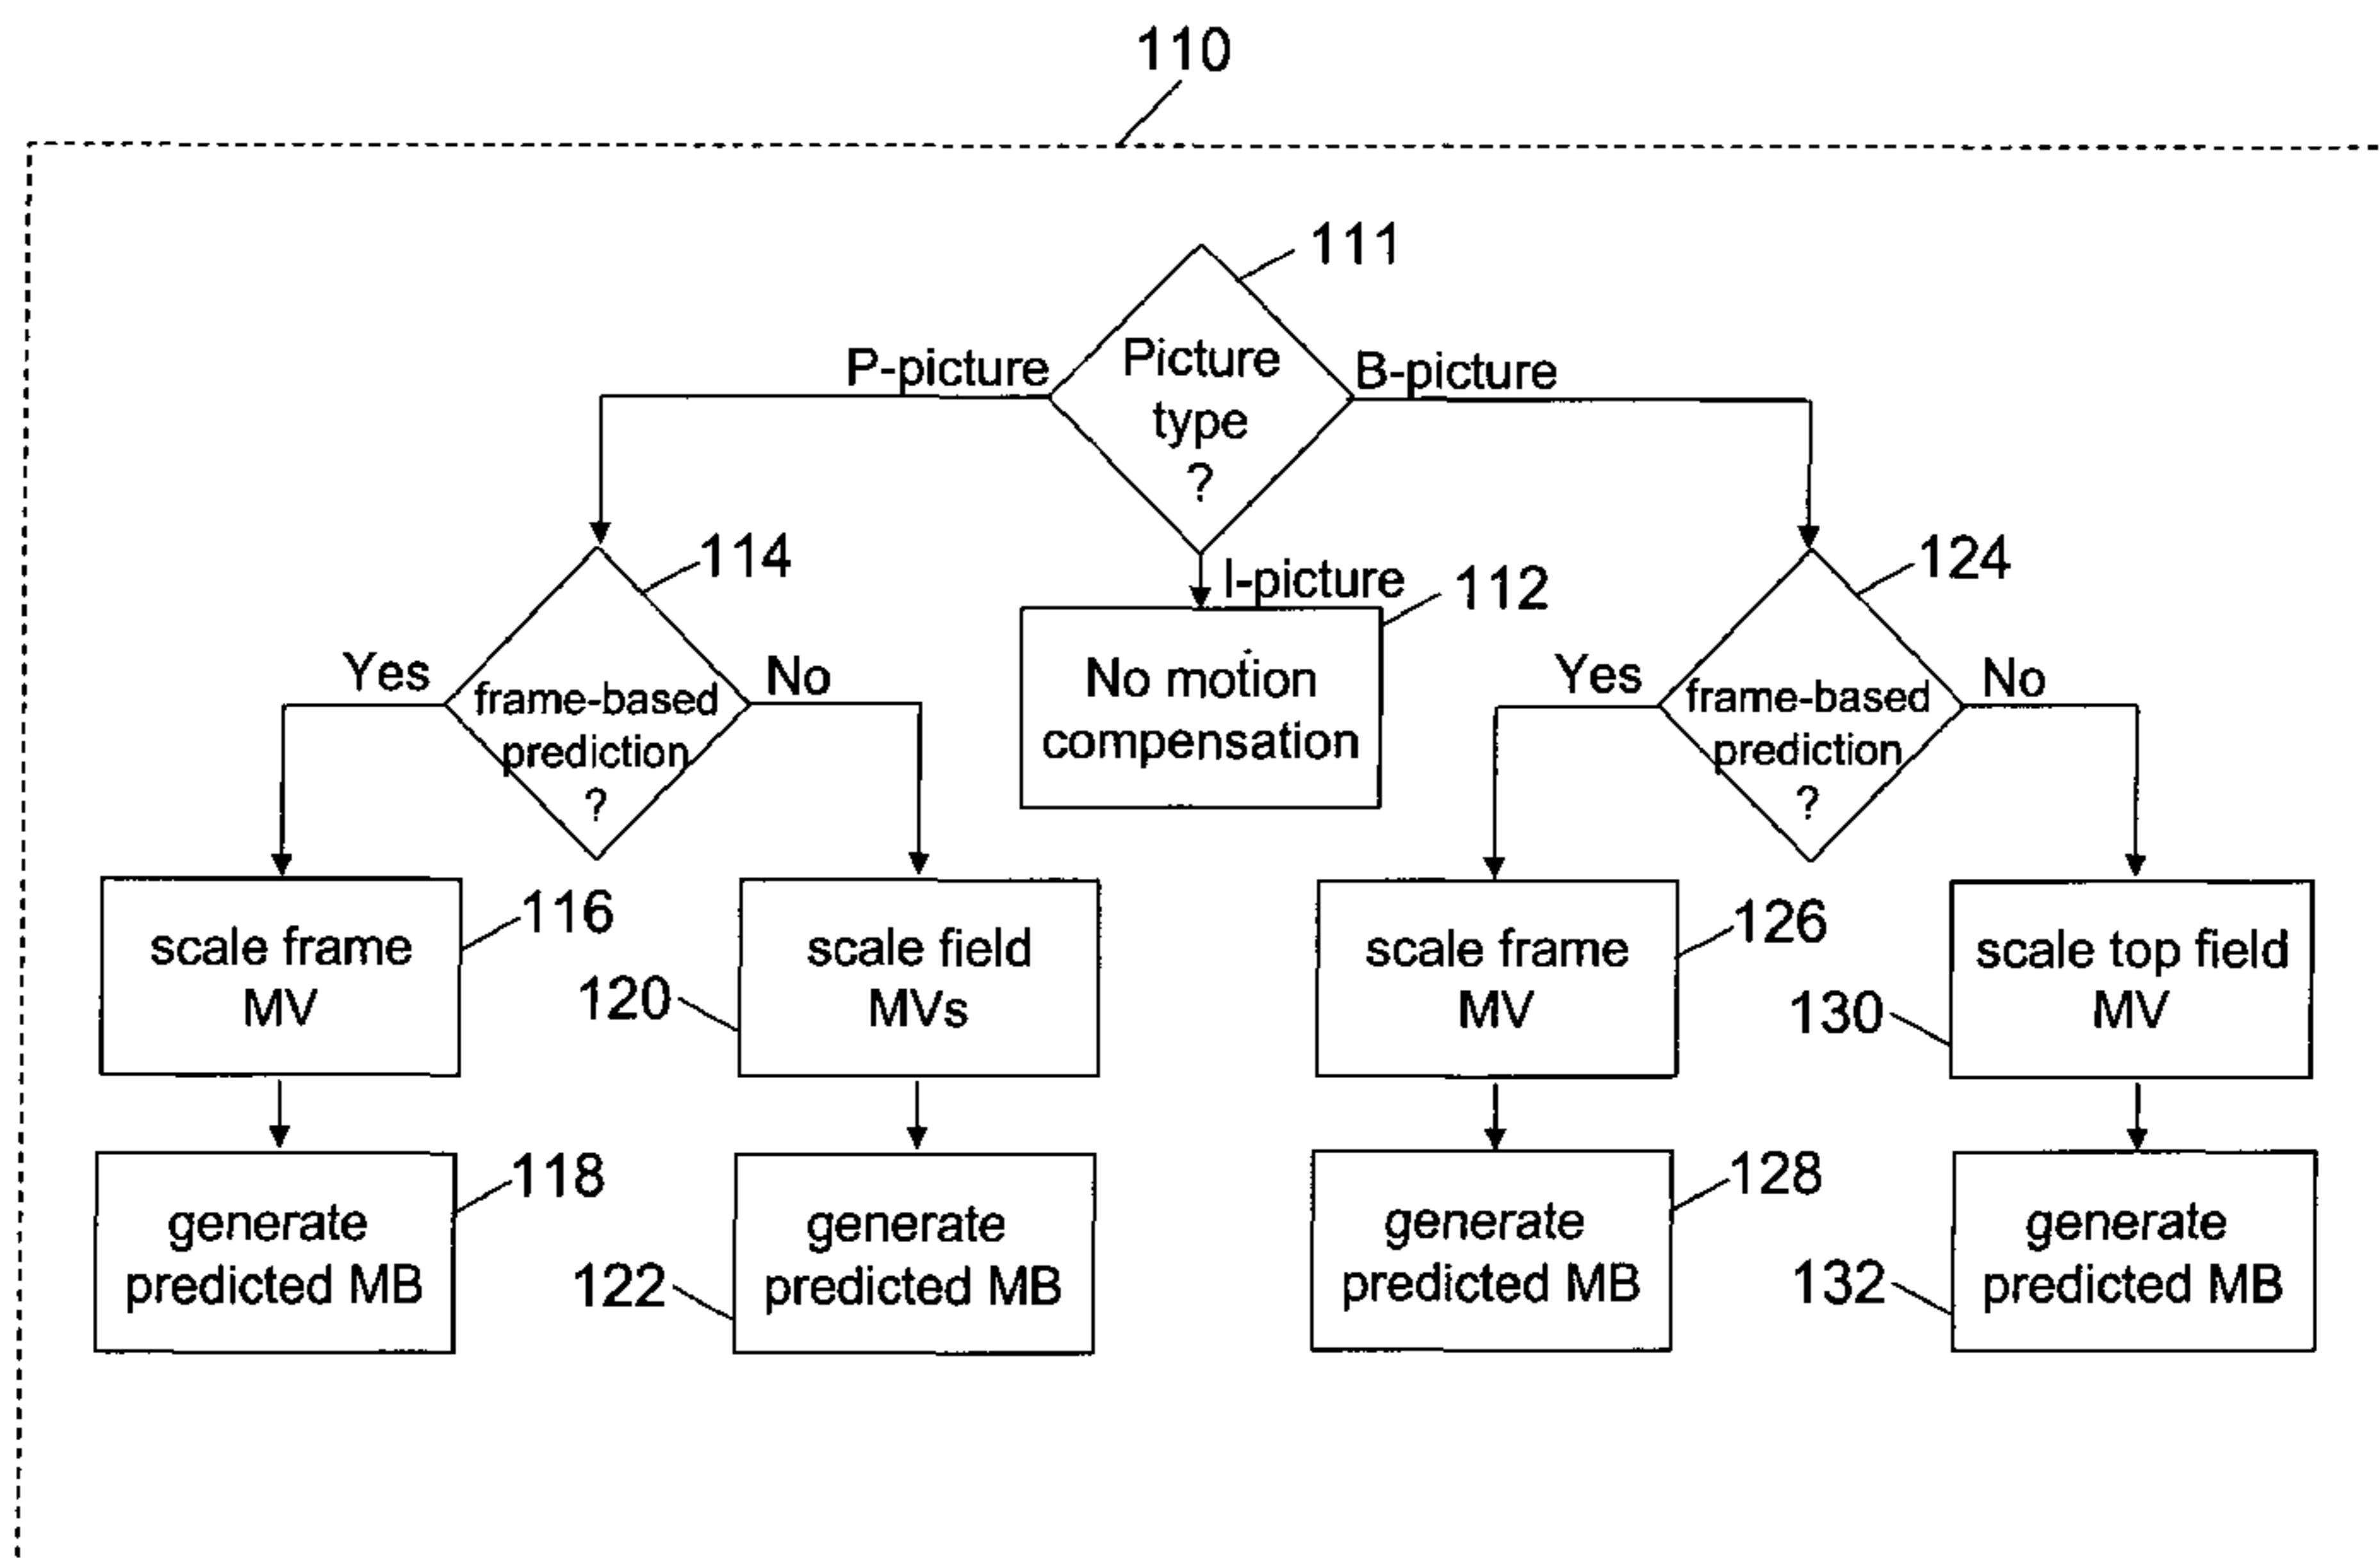 110
111
Picture
type
?
P-picture
B-picture
I-picture
112
No motion
compensation
114
frame-based
prediction
?
Yes
No
124
frame-based
prediction
?
Yes
No
116
scale frame
MV
120
scale field
MVs
126
scale frame
MV
130
scale top field
MV
118
generate
predicted MB
122
generate
predicted MB
128
generate
predicted MB
132
generate
predicted MB